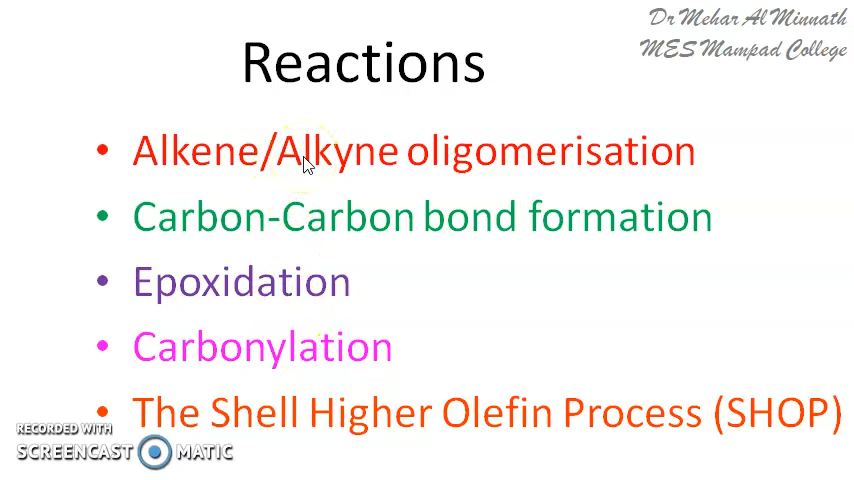 Dr Mehar Al Minnath
MES Mampad College
Reactions
• Alkene/Alkyne oligomerisation
• Carbon-Carbon bond formation
• Epoxidation
• Carbonylation
• The Shell Higher Olefin Process (SHOP)
RECORDED WITH
SCREENCAST MATIC